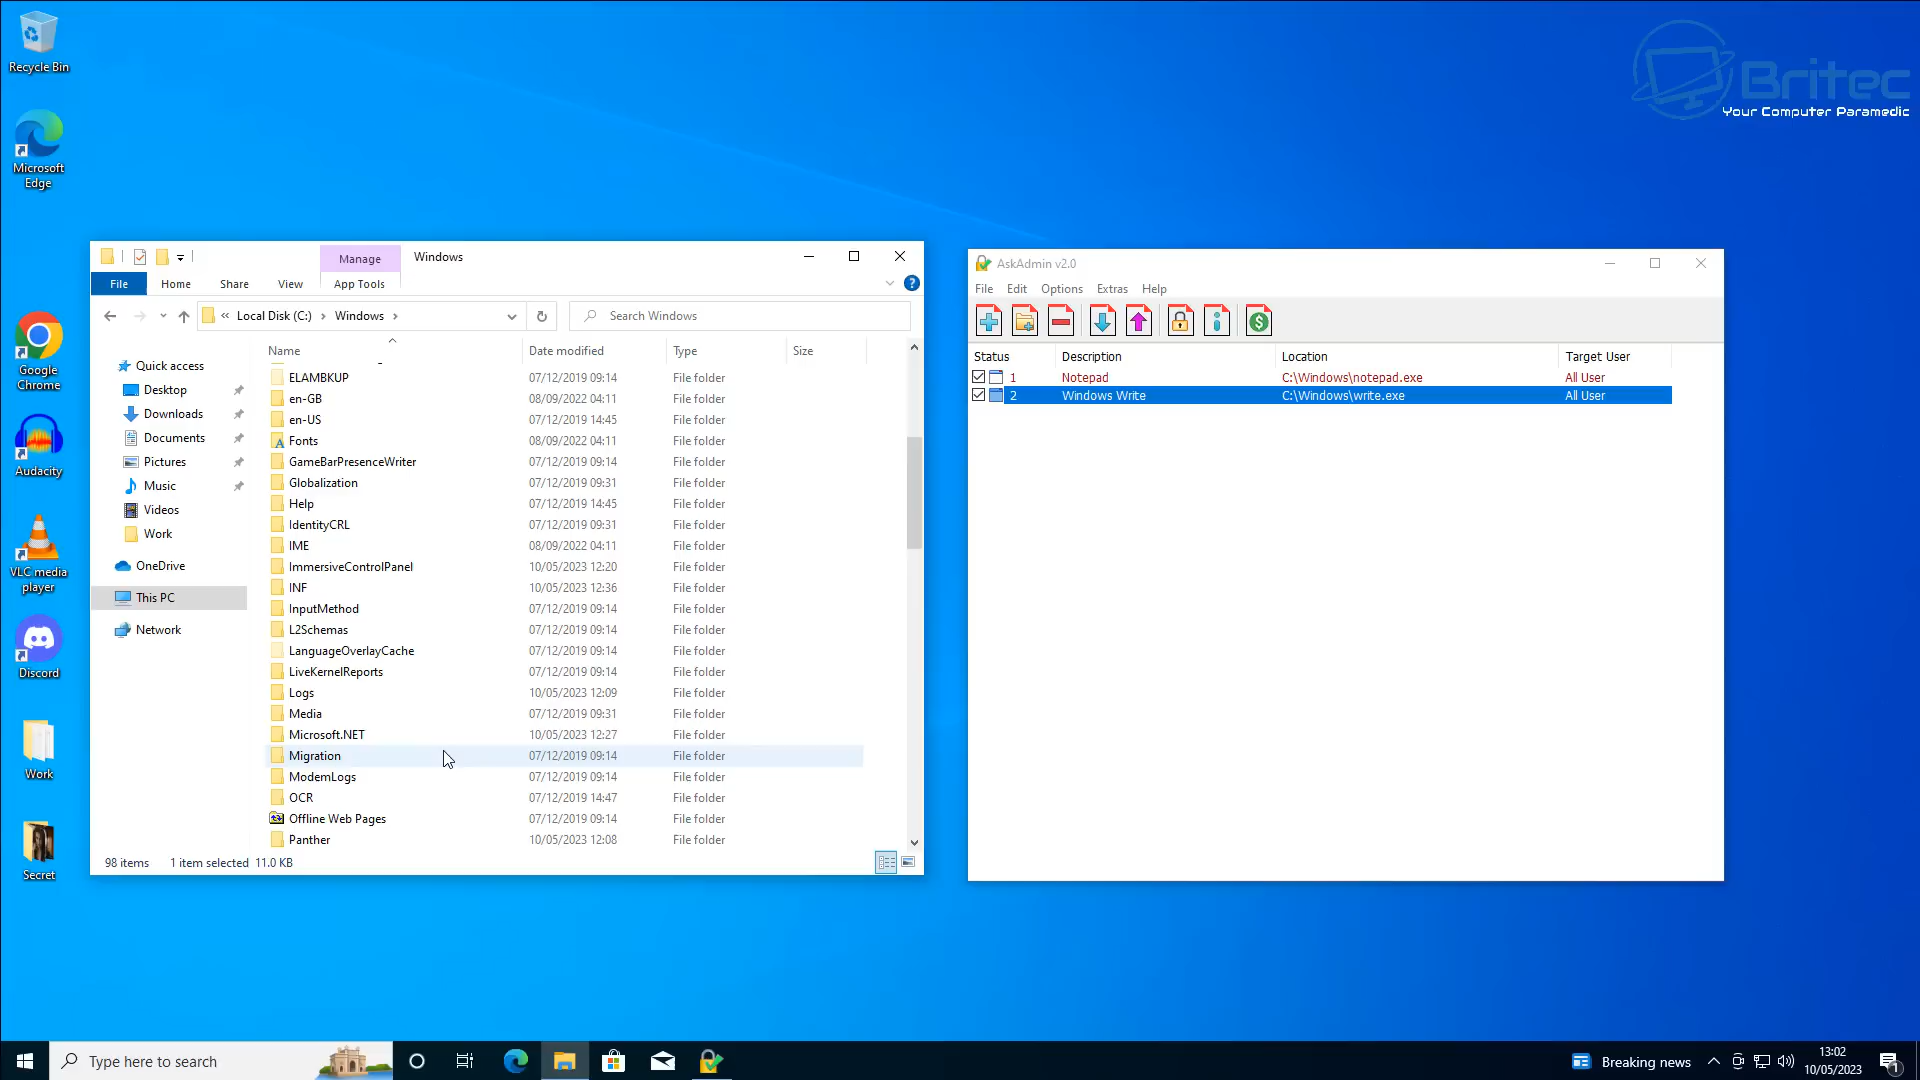 Recycle Bin
Microsoft
Edge
Google
Chrome
Audacity
VLC media
player
Discord
Work
Secret
Britec
Your Computer Paramedic
Manage
Windows
File
Home
Share
View
App Tools
« Local Disk (C:) › Windows ›
Search Windows
Quick access
Desktop
Downloads
Documents
Pictures
Music
Videos
Work
OneDrive
This PC
Network
Name Date modified Type Size
ELAMBKUP 07/12/2019 09:14 File folder
en-GB 08/09/2022 04:11 File folder
en-US 07/12/2019 14:45 File folder
Fonts 08/09/2022 04:11 File folder
GameBarPresenceWriter 07/12/2019 09:14 File folder
Globalization 07/12/2019 09:31 File folder
Help 07/12/2019 14:45 File folder
IdentityCRL 07/12/2019 09:31 File folder
IME 08/09/2022 04:11 File folder
ImmersiveControlPanel 10/05/2023 12:20 File folder
INF 10/05/2023 12:36 File folder
InputMethod 07/12/2019 09:14 File folder
L2Schemas 07/12/2019 09:14 File folder
LanguageOverlayCache 07/12/2019 09:14 File folder
LiveKernelReports 07/12/2019 09:14 File folder
Logs 10/05/2023 12:09 File folder
Media 07/12/2019 09:31 File folder
Microsoft.NET 10/05/2023 12:27 File folder
Migration 07/12/2019 09:14 File folder
ModemLogs 07/12/2019 09:14 File folder
OCR 07/12/2019 14:47 File folder
Offline Web Pages 07/12/2019 09:14 File folder
Panther 10/05/2023 12:08 File folder
98 items 1 item selected 11.0 KB
AskAdmin v2.0
File Edit Options Extras Help
Status Description Location Target User
1 Notepad C:\Windows\notepad.exe All User
2 Windows Write C:\Windows\write.exe All User
Type here to search
Breaking news
13:02
10/05/2023
1